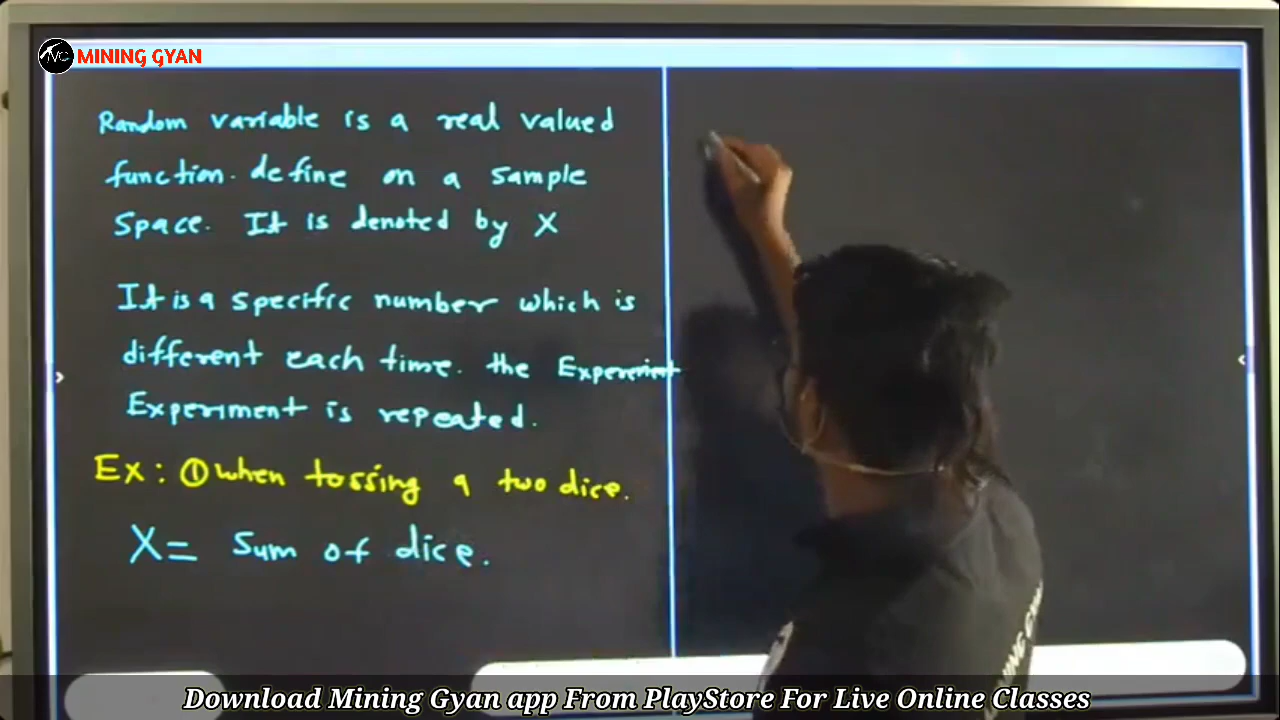 MINING GYAN
Random variable is a real valued
function. define on a sample
Space. It is denoted by X
It is a specific number which is
different each time. the
Experiment is repeated.
Ex: ① when tossing a two dice.
X = Sum of dice.
MINING GYAN
Download Mining Gyan app From PlayStore For Live Online Classes